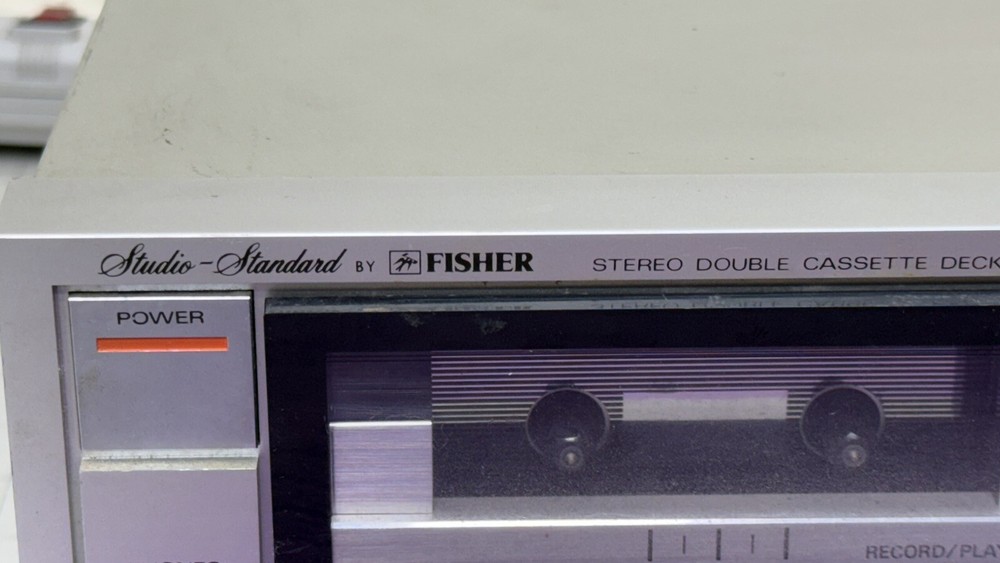 Studio-Standard BY FISHER STEREO DOUBLE CASSETTE DECK
POWER
RECORD/PLAY